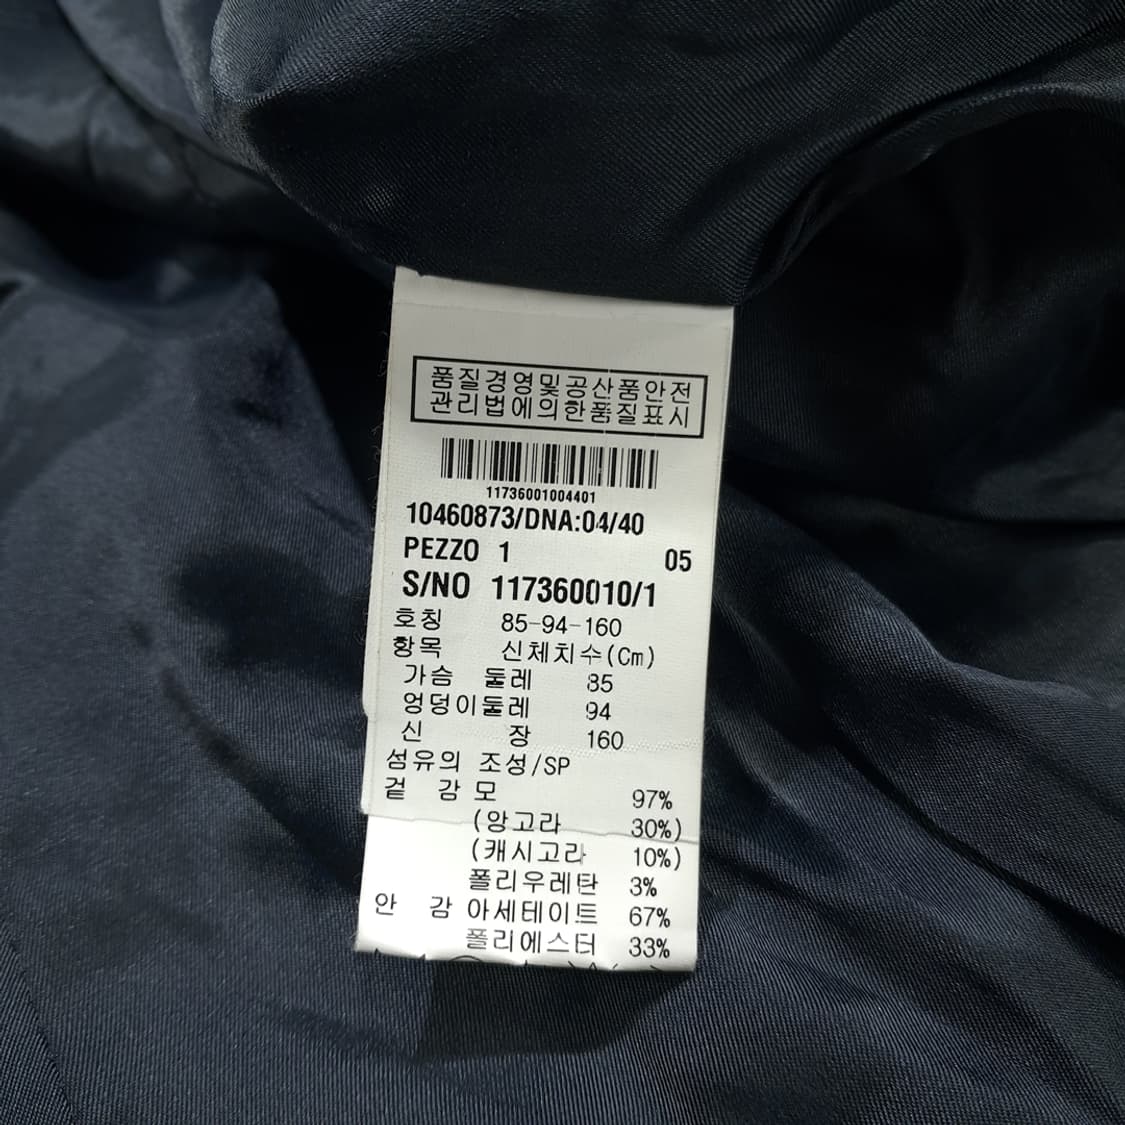 품질경영및공산품안전
관리법에의한품질표시
11736001004401
10460873/DNA:04/40
PEZZO 1 05
S/NO 117360010/1
호칭 85-94-160
항목 신체치수(Cm)
가슴 둘레 85
엉덩이둘레 94
신 장 160
섬유의 조성/SP
겉 감 모 97%
(앙고라 30%)
(캐시고라 10%)
폴리우레탄 3%
안 감 아세테이트 67%
폴리에스터 33%